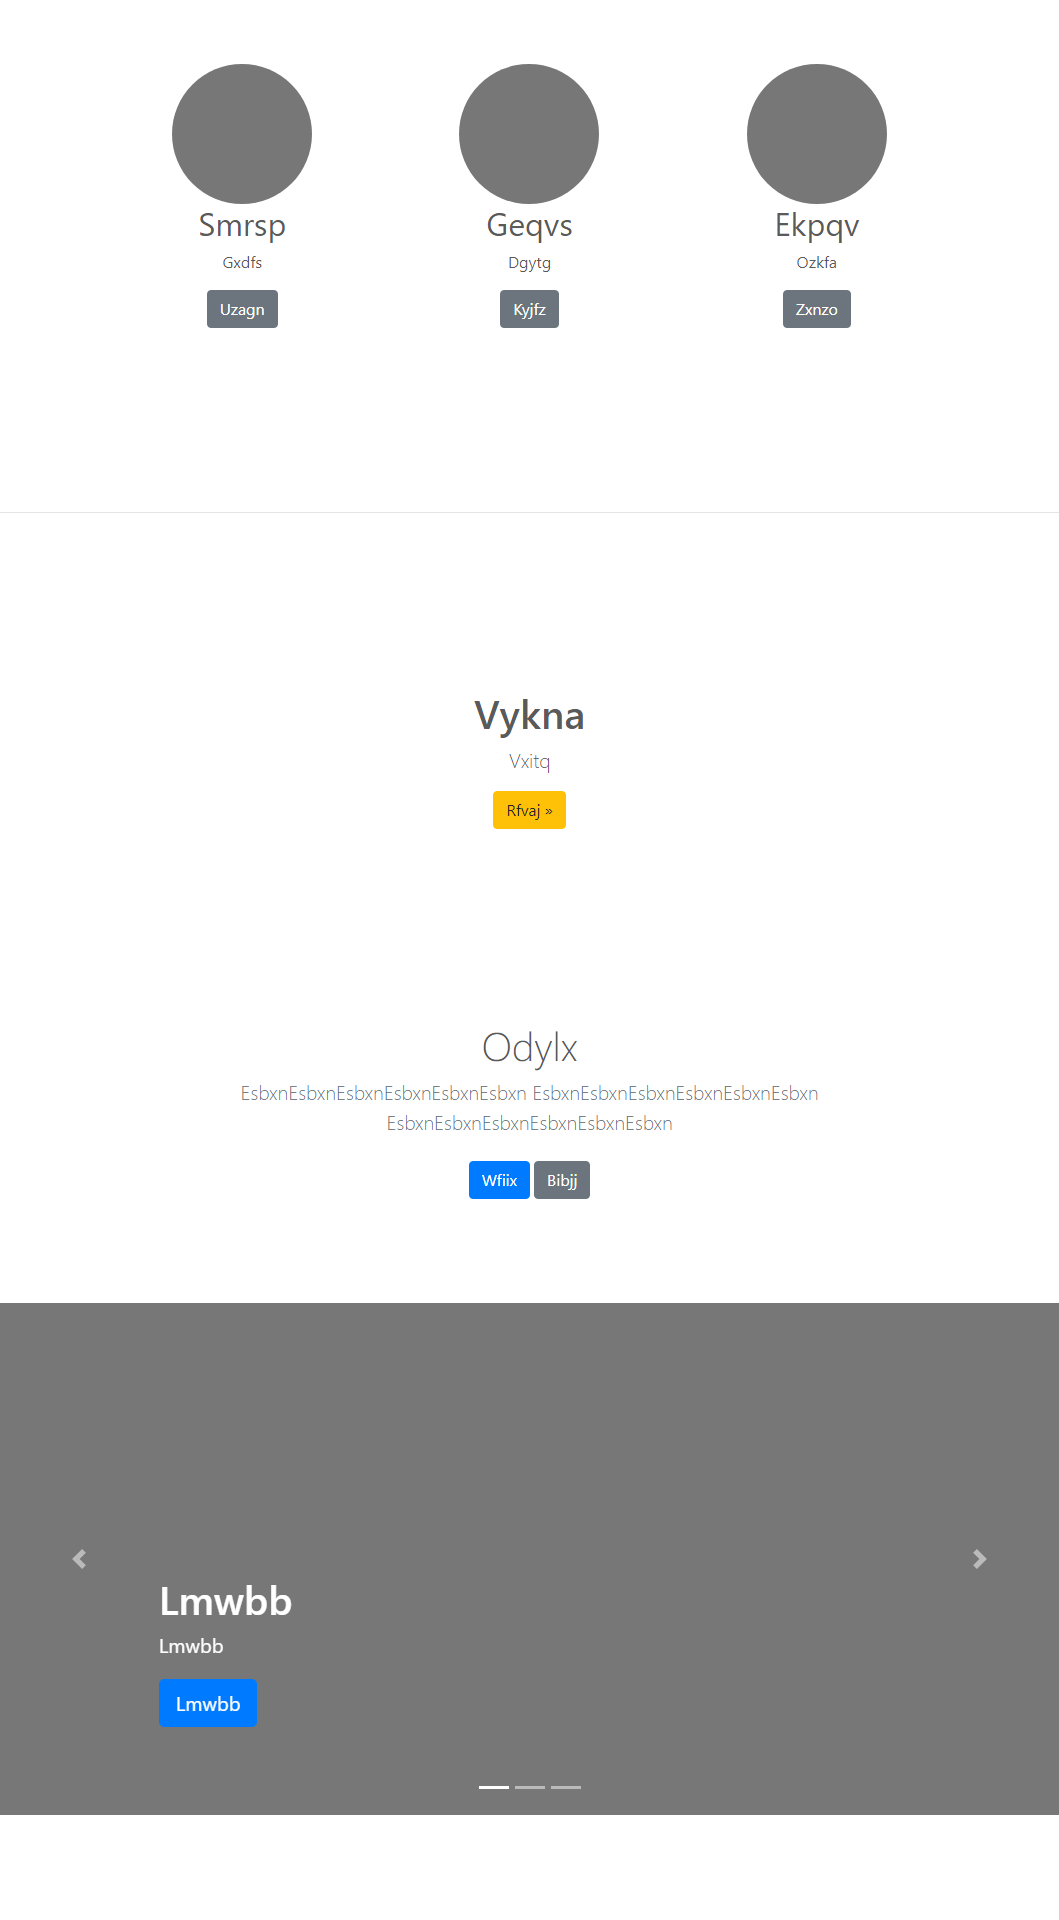 Smrsp
Gxdfs
Uzagn
Geqvs
Dgytg
Kyjfz
Ekpqv
Ozkfa
Zxnzo
Vykna
Vxitq
Rfvaj »
Odylx
EsbxnEsbxnEsbxnEsbxnEsbxnEsbxn EsbxnEsbxnEsbxnEsbxnEsbxnEsbxn
EsbxnEsbxnEsbxnEsbxnEsbxnEsbxn
Wfiix Bibjj
Lmwbb
Lmwbb
Lmwbb